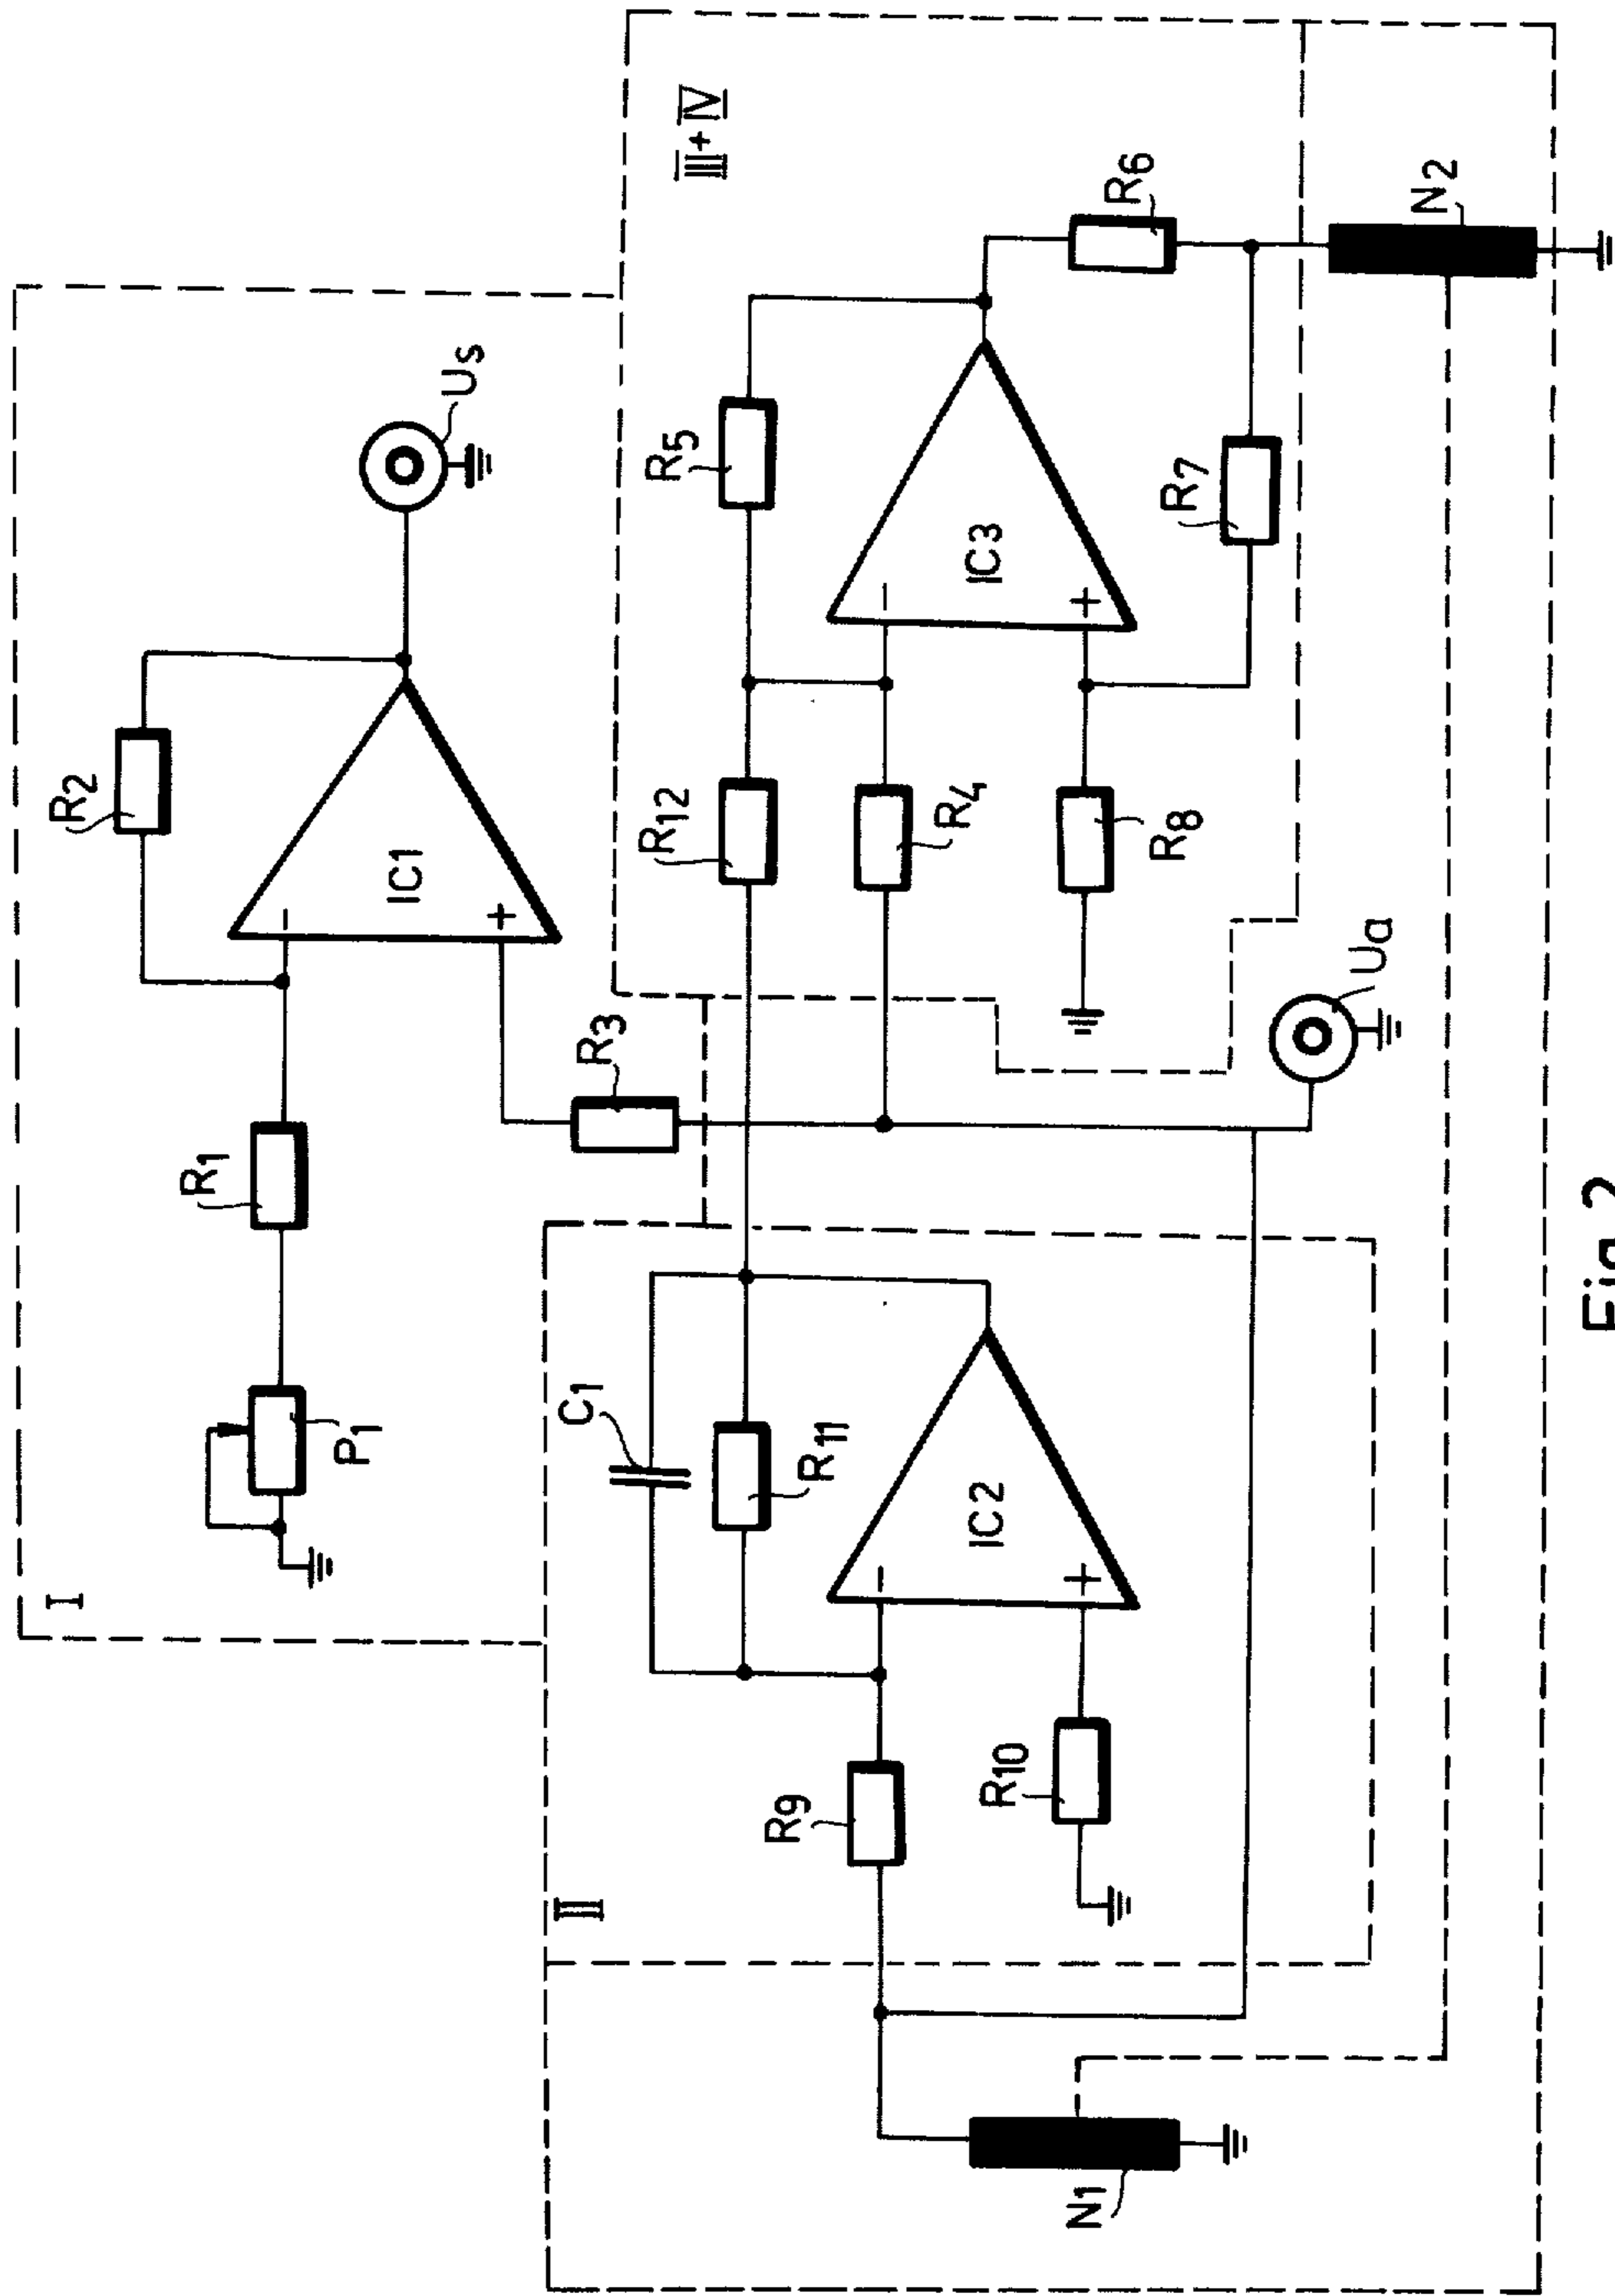 I
R2
Us
R1
P1
IC1
−
+
R3
III+IV
R5
R12
R4
IC3
−
+
R6
R8
R7
N2
Ua
II
C1
R11
R9
IC2
−
+
R10
N1
Fig. 2